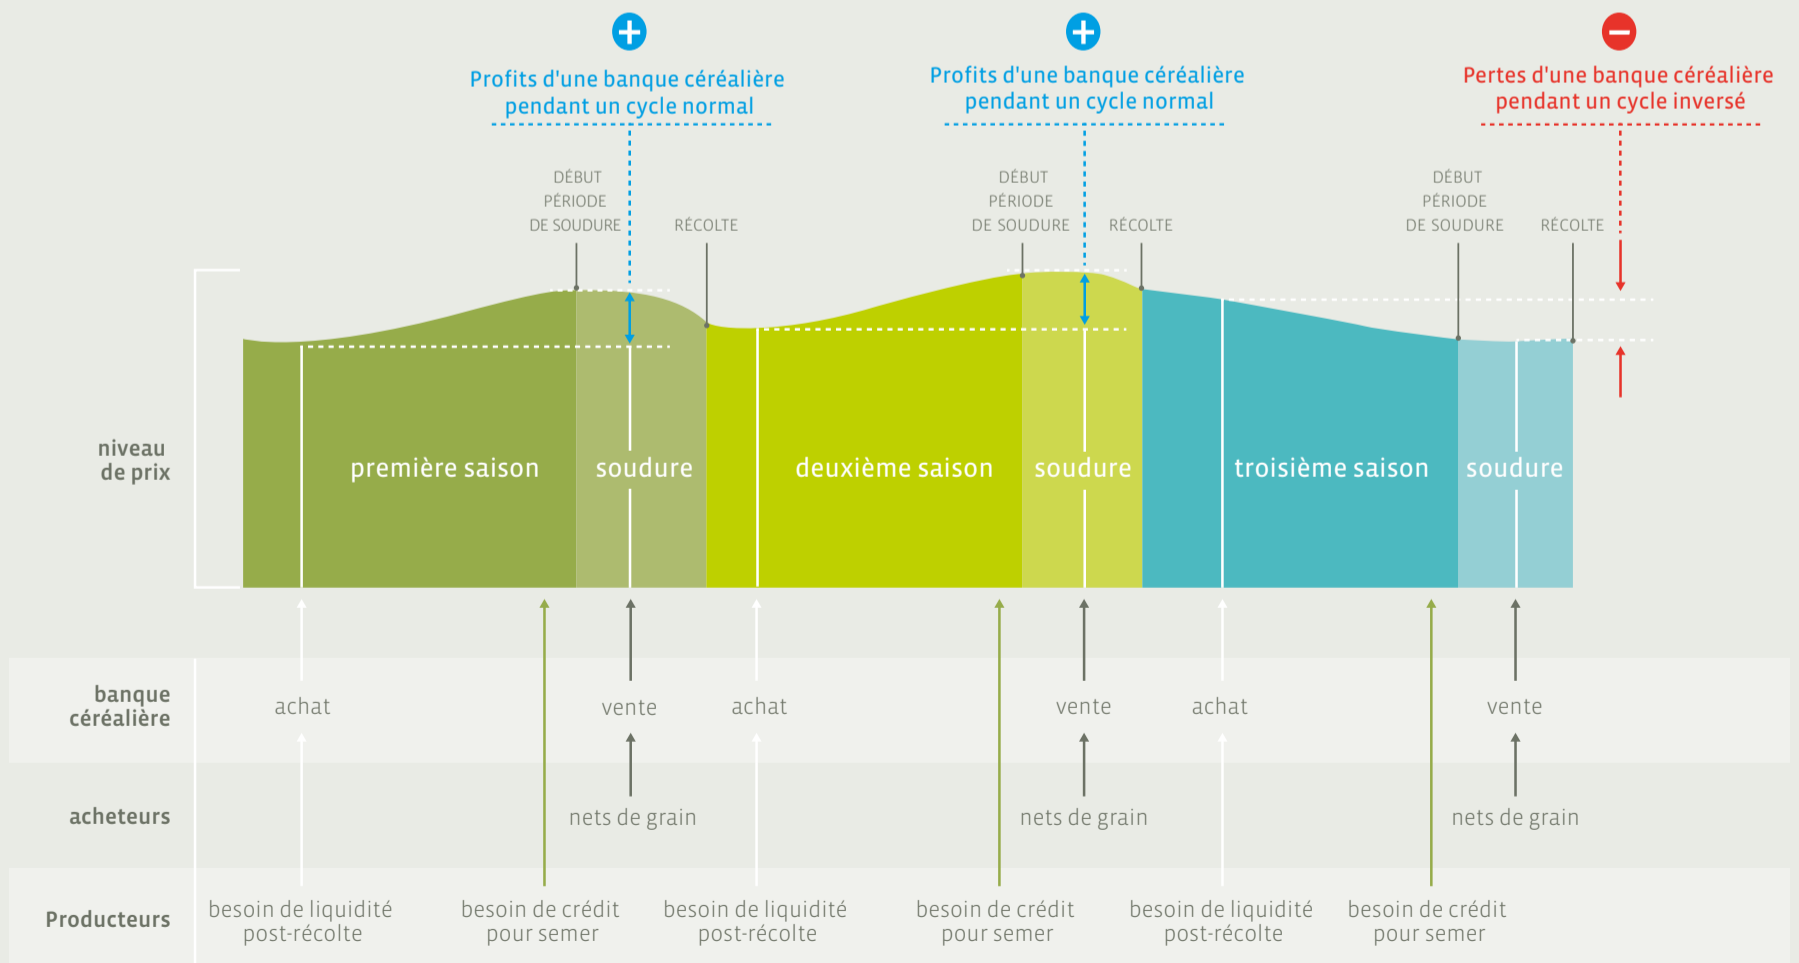 Profits d'une banque céréalière
pendant un cycle normal
Profits d'une banque céréalière
pendant un cycle normal
Pertes d'une banque céréalière
pendant un cycle inversé
DÉBUT
PÉRIODE
DE SOUDURE
RÉCOLTE
DÉBUT
PÉRIODE
DE SOUDURE
RÉCOLTE
DÉBUT
PÉRIODE
DE SOUDURE
RÉCOLTE
niveau
de prix
première saison
soudure
deuxième saison
soudure
troisième saison
soudure
banque
céréalière
achat
vente
achat
vente
achat
vente
acheteurs
nets de grain
nets de grain
nets de grain
Producteurs
besoin de liquidité
post-récolte
besoin de crédit
pour semer
besoin de liquidité
post-récolte
besoin de crédit
pour semer
besoin de liquidité
post-récolte
besoin de crédit
pour semer